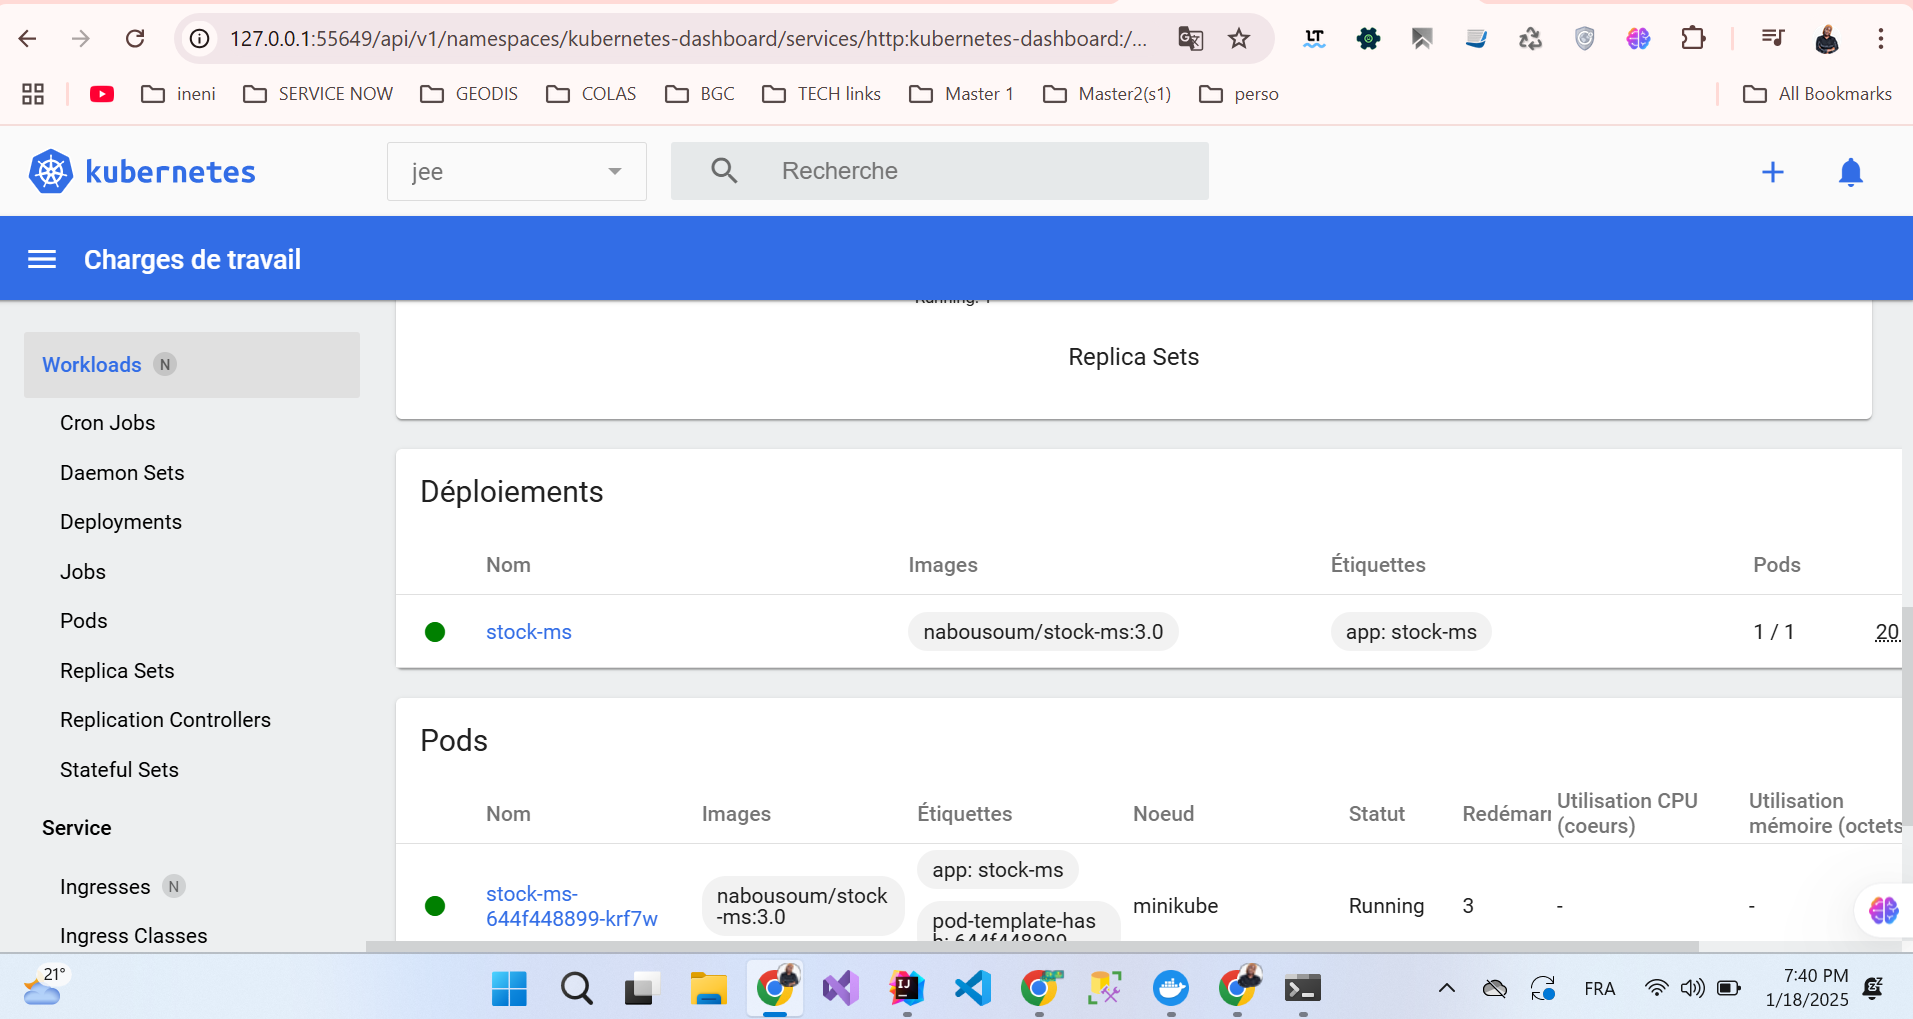 127.0.0.1:55649/api/v1/namespaces/kubernetes-dashboard/services/http:kubernetes-dashboard:/...
LT
ineni
SERVICE NOW
GEODIS
COLAS
BGC
TECH links
Master 1
Master2(s1)
perso
All Bookmarks
kubernetes
jee
Recherche
Charges de travail
Workloads N
Cron Jobs
Daemon Sets
Deployments
Jobs
Pods
Replica Sets
Replication Controllers
Stateful Sets
Service
Ingresses N
Ingress Classes
Running: 1
Replica Sets
Déploiements
Nom Images Étiquettes Pods
stock-ms nabousoum/stock-ms:3.0 app: stock-ms 1 / 1 20
Pods
Nom Images Étiquettes Noeud Statut Redémarr
Utilisation CPU
(coeurs)
Utilisation
mémoire (octets
stock-ms-
644f448899-krf7w
nabousoum/stock
-ms:3.0
app: stock-ms
pod-template-has
h: 644f448899
minikube Running 3 - -
21°
IJ
FRA
7:40 PM
1/18/2025